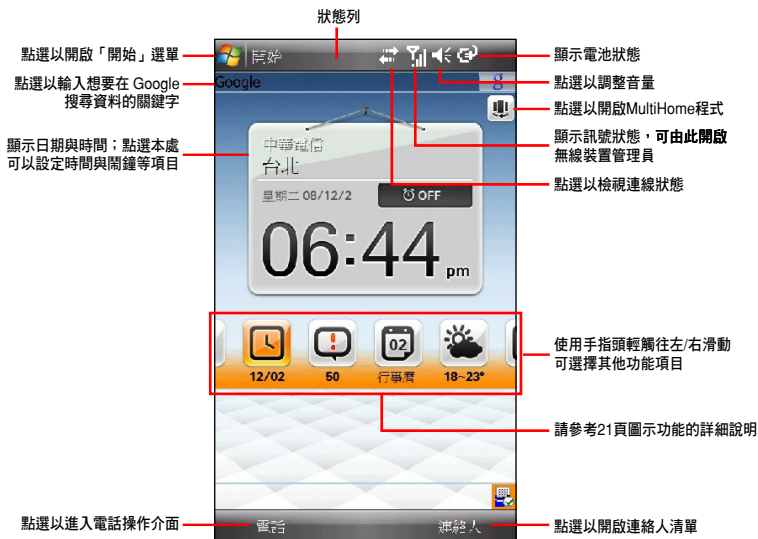 狀態列
點選以開啟「開始」選單
點選以輸入想要在 Google
搜尋資料的關鍵字
顯示日期與時間；點選本處
可以設定時間與鬧鐘等項目
點選以進入電話操作介面
開始
Google
g
中華電信
台北
星期二 08/12/2
OFF
06:44 pm
12/02
50
02
行事曆
18~23°
電話
連絡人
顯示電池狀態
點選以調整音量
點選以開啟MultiHome程式
顯示訊號狀態，可由此開啟
無線裝置管理員
點選以檢視連線狀態
使用手指頭輕觸往左/右滑動
可選擇其他功能項目
請參考21頁圖示功能的詳細說明
點選以開啟連絡人清單